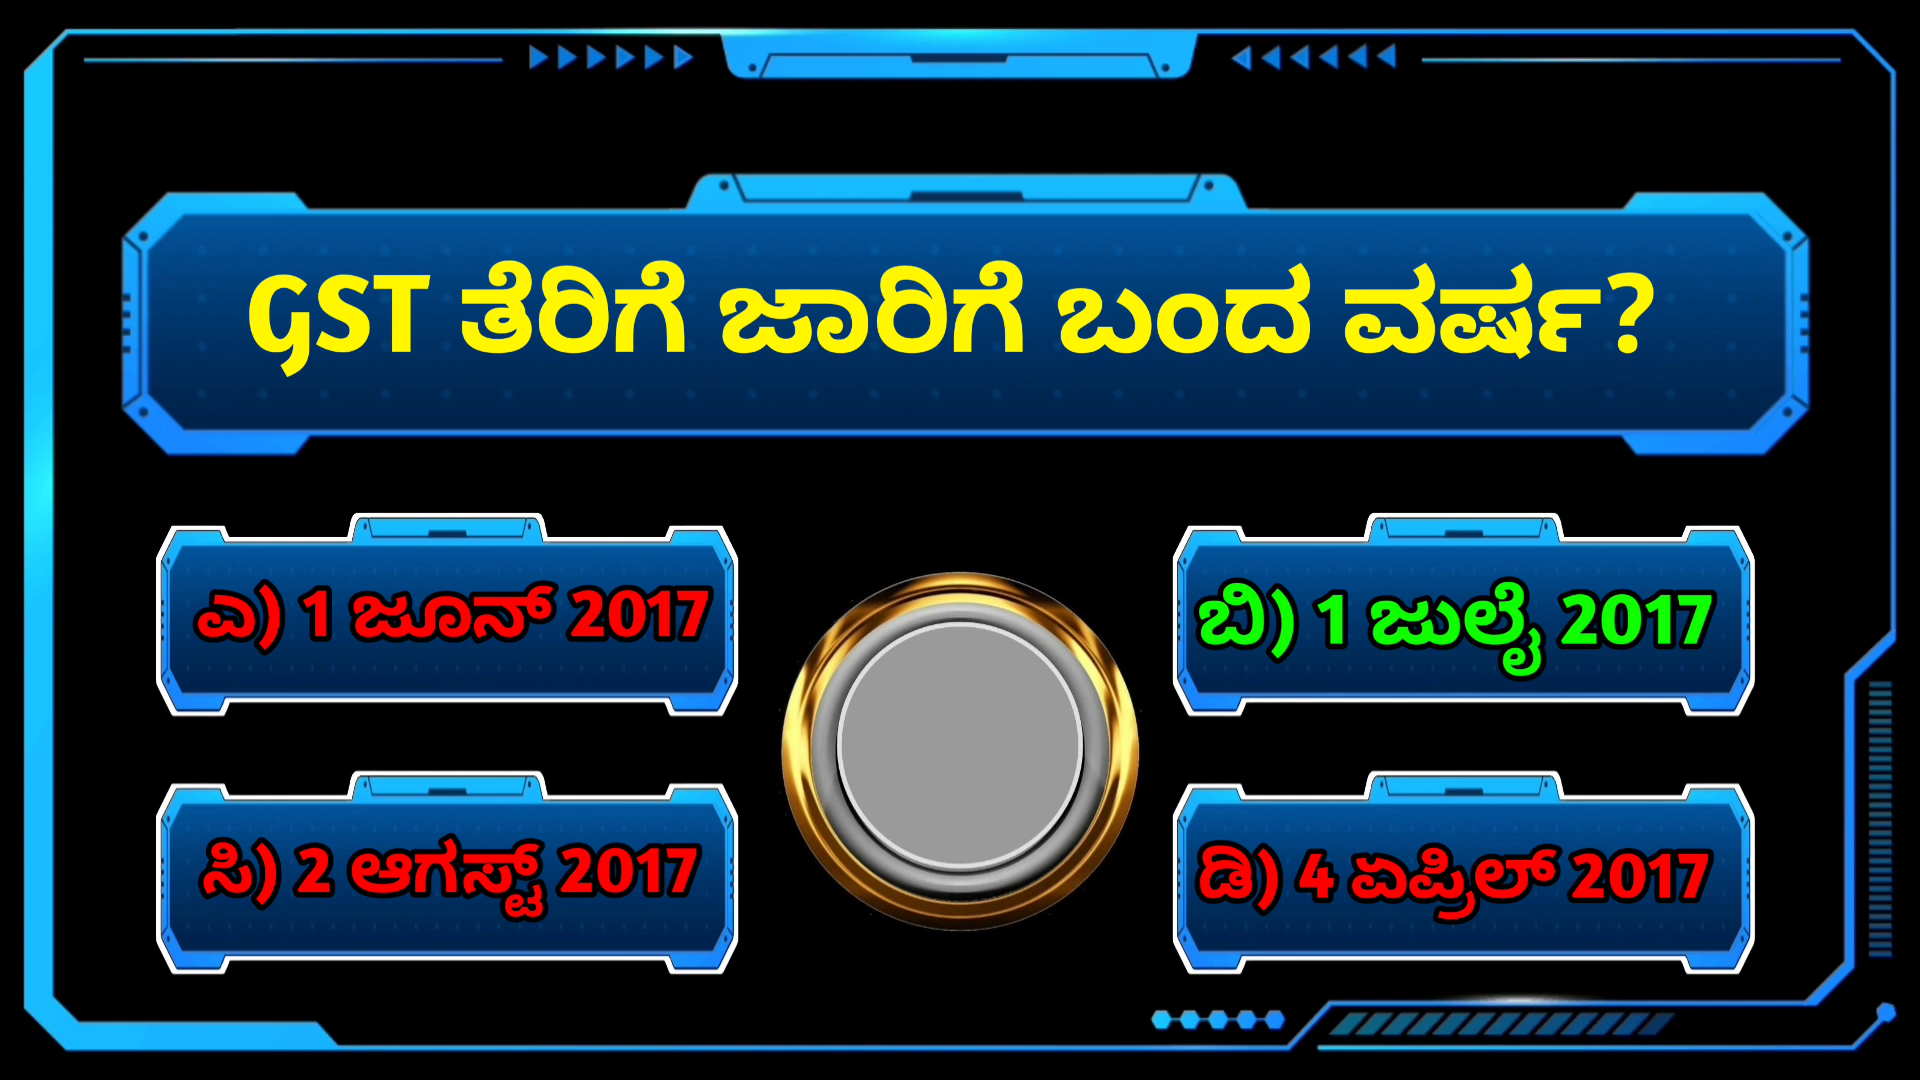 GST ತೆರಿಗೆ ಜಾರಿಗೆ ಬಂದ ವರ್ಷ?
ಎ) 1 ಜೂನ್ 2017
ಬಿ) 1 ಜುಲೈ 2017
ಸಿ) 2 ಆಗಸ್ಟ್ 2017
ಡಿ) 4 ಏಪ್ರಿಲ್ 2017